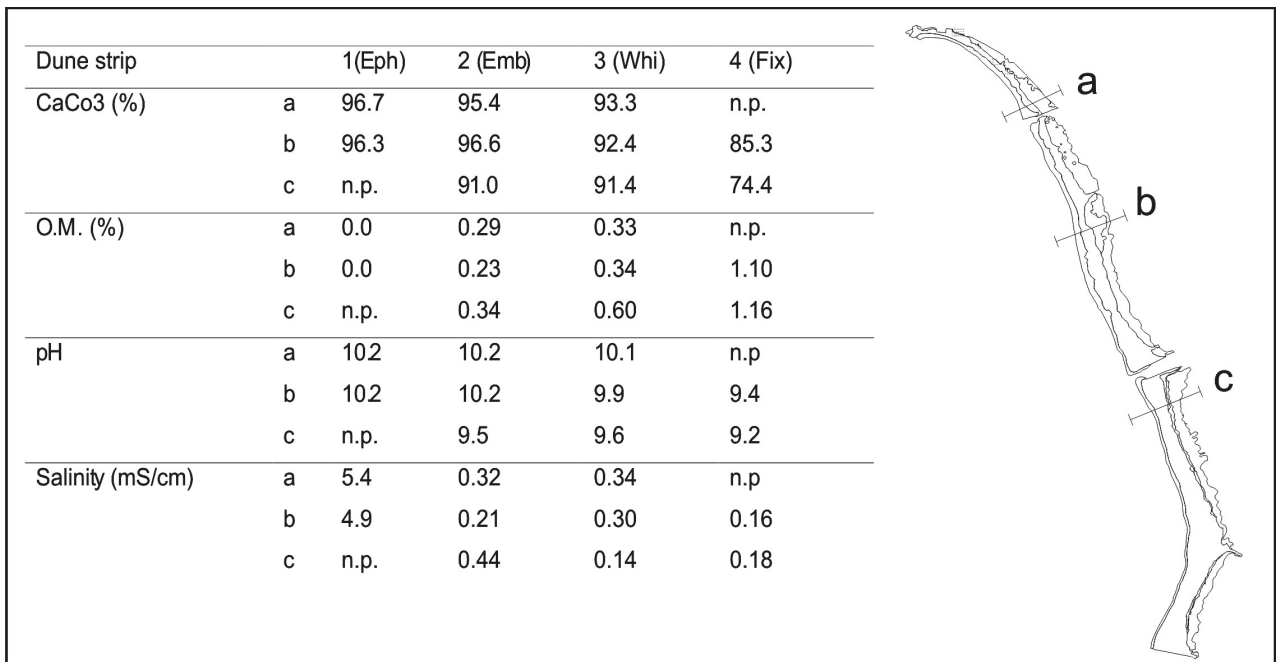 Dune strip 1(Eph) 2 (Emb) 3 (Whi) 4 (Fix)
CaCo3 (%) a 96.7 95.4 93.3 n.p.
b 96.3 96.6 92.4 85.3
c n.p. 91.0 91.4 74.4
O.M. (%) a 0.0 0.29 0.33 n.p.
b 0.0 0.23 0.34 1.10
c n.p. 0.34 0.60 1.16
pH a 10.2 10.2 10.1 n.p
b 10.2 10.2 9.9 9.4
c n.p. 9.5 9.6 9.2
Salinity (mS/cm) a 5.4 0.32 0.34 n.p
b 4.9 0.21 0.30 0.16
c n.p. 0.44 0.14 0.18
a
b
c